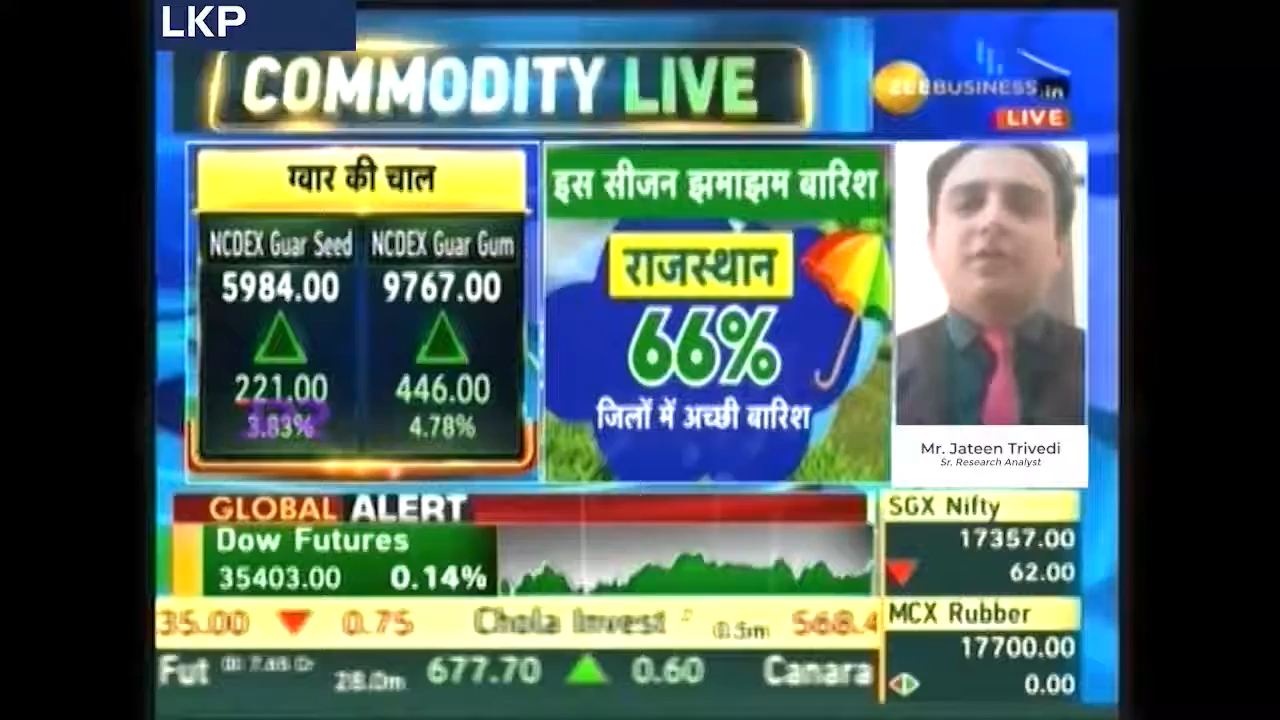 LKP
COMMODITY LIVE
ZEEBUSINESS.in
LIVE
ग्वार की चाल
NCDEX Guar Seed
5984.00
221.00
3.83%
NCDEX Guar Gum
9767.00
446.00
4.78%
इस सीजन झमाझम बारिश
राजस्थान
66%
जिलों में अच्छी बारिश
Mr. Jateen Trivedi
Sr. Research Analyst
GLOBAL ALERT
Dow Futures
35403.00 0.14%
SGX Nifty
17357.00
62.00
MCX Rubber
17700.00
0.00
35.00 0.75 Chola Invest 0.5m 568.4
Fut 28.0m 677.70 0.60 Canara